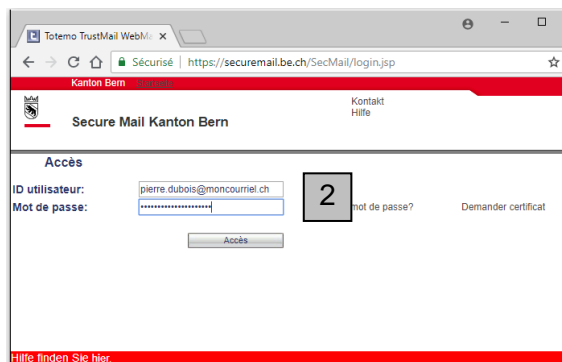 Totemo TrustMail WebMa
Sécurisé | https://securemail.be.ch/SecMail/login.jsp
Kanton Bern
Kontakt
Hilfe
Secure Mail Kanton Bern
Accès
ID utilisateur: pierre.dubois@moncourriel.ch
Mot de passe: ••••••••••••••••••••
2
mot de passe? Demander certificat
Accès
Hilfe finden Sie hier.